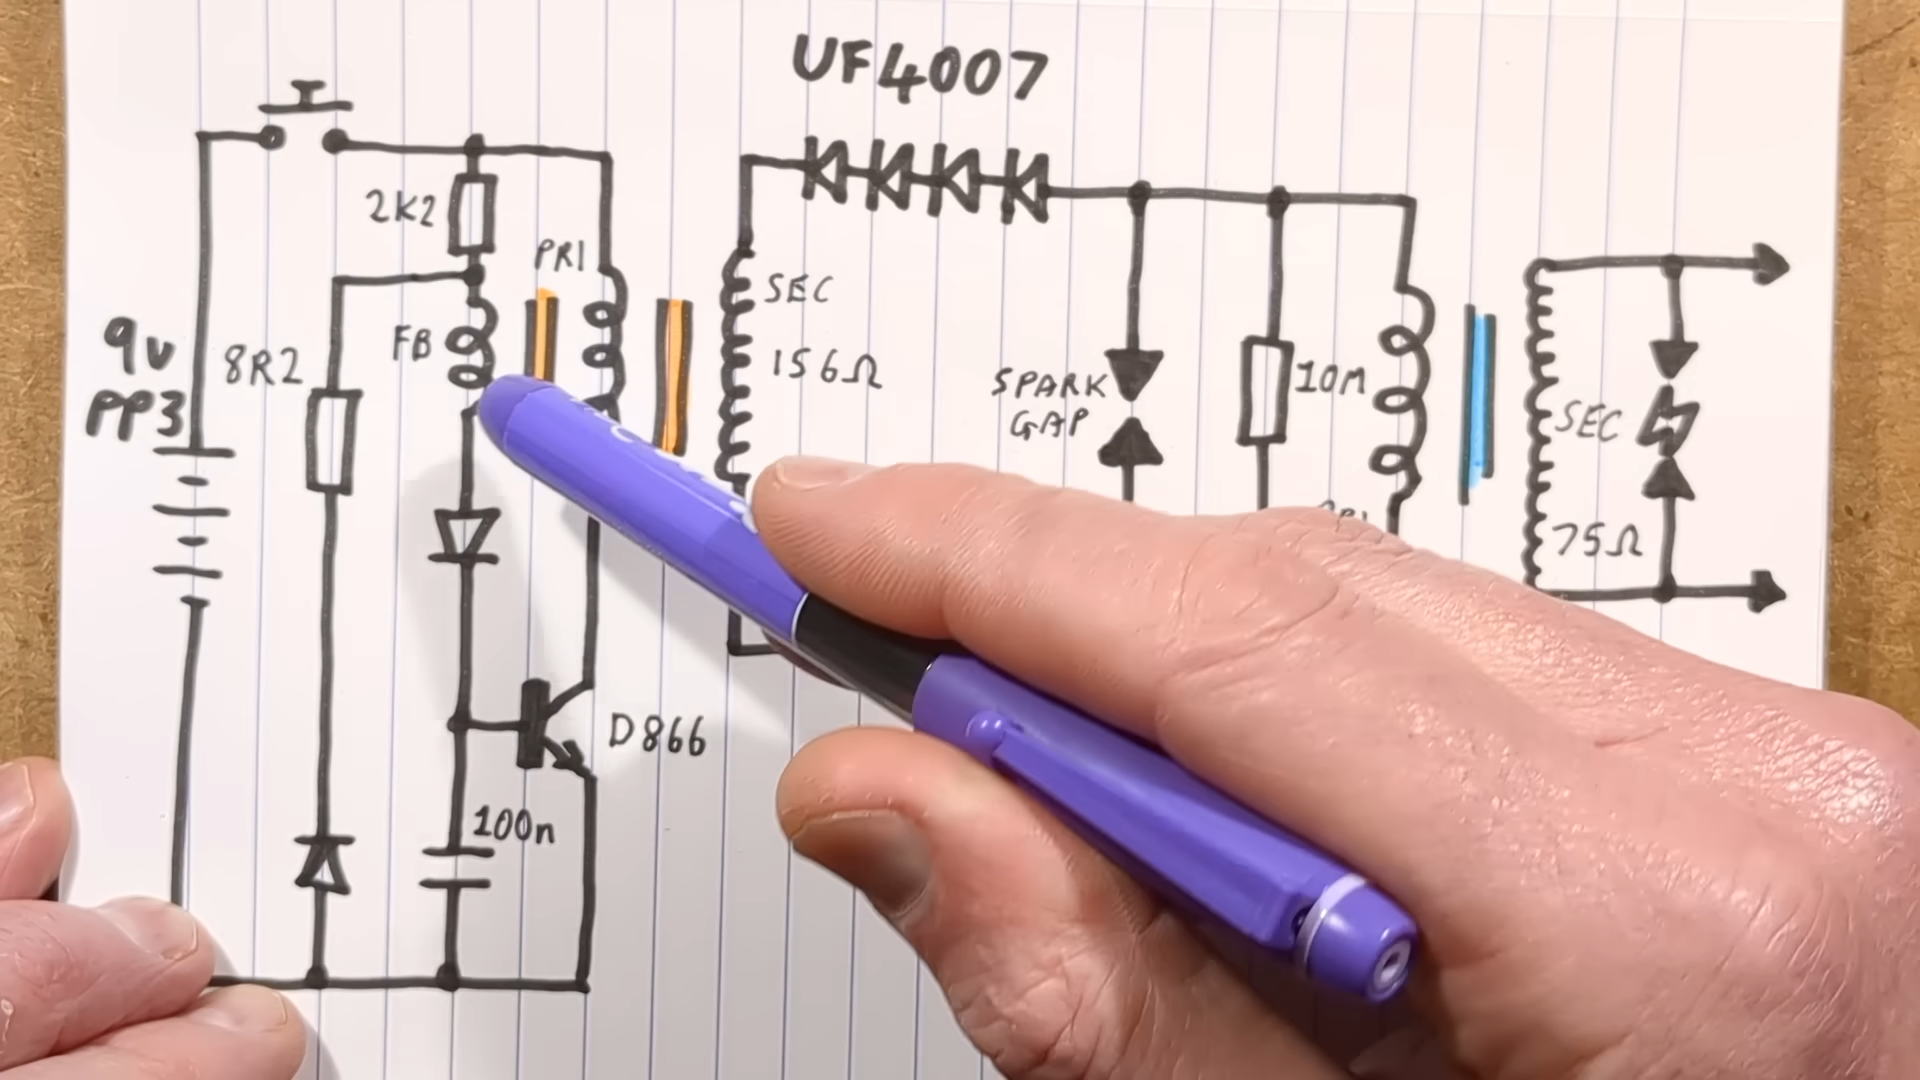 UF4007
2K2
PRI
SEC
9v
PP3
8R2
FB
156Ω
SPARK
GAP
10M
SEC
75Ω
D866
100n